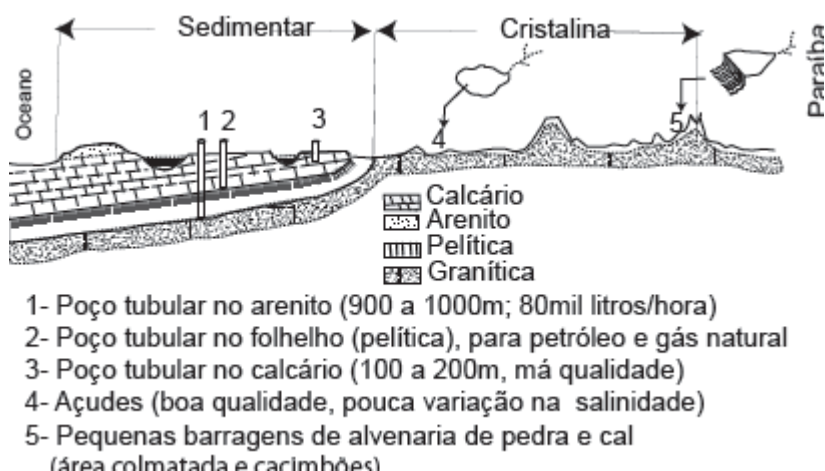 Sedimentar
Cristalina
Oceano
Paraíba
1
2
3
4
5
Calcário
Arenito
Pelítica
Granítica
1- Poço tubular no arenito (900 a 1000m; 80mil litros/hora)
2- Poço tubular no folhelho (pelítica), para petróleo e gás natural
3- Poço tubular no calcário (100 a 200m, má qualidade)
4- Açudes (boa qualidade, pouca variação na salinidade)
5- Pequenas barragens de alvenaria de pedra e cal
(área colmatada e cacimbões)